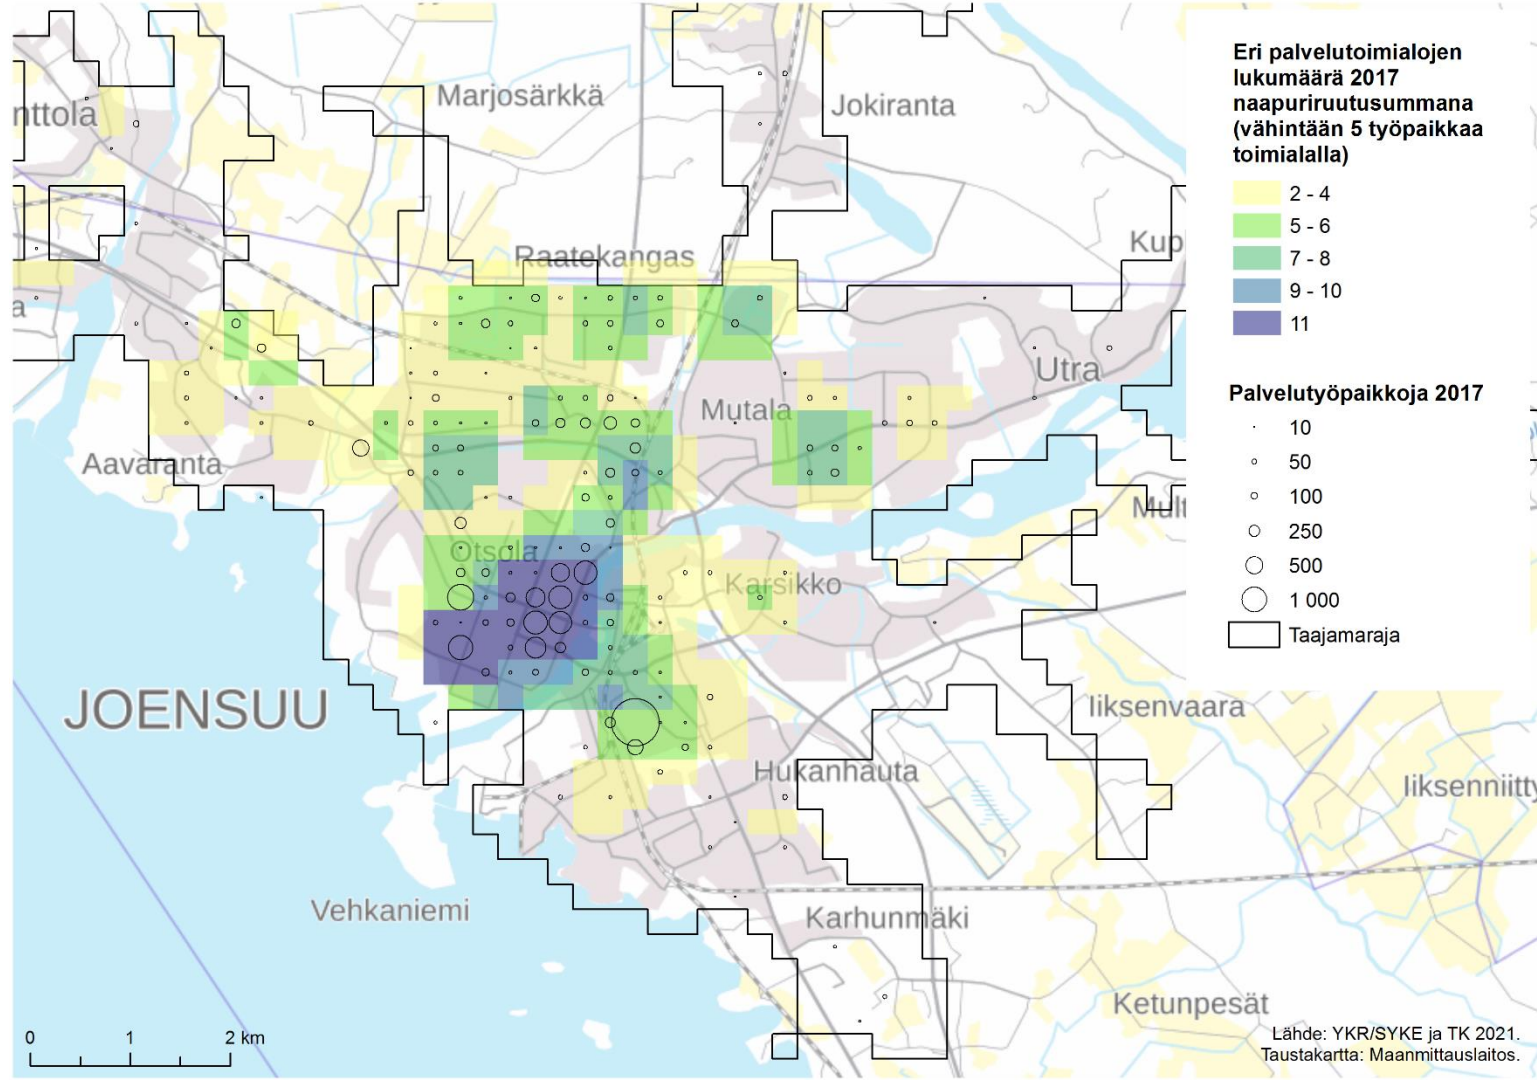 Marjosärkkä
Jokiranta
nttola
Raatekangas
Kup
a
Utra
Mutala
Aavaranta
Mult
Otsola
Karsikko
JOENSUU
Iiksenvaara
Hukanhauta
Iiksenniitty
Vehkaniemi
Karhunmäki
Ketunpesät
Eri palvelutoimialojen
lukumäärä 2017
naapuriruutusummana
(vähintään 5 työpaikkaa
toimialalla)
2 - 4
5 - 6
7 - 8
9 - 10
11
Palvelutyöpaikkoja 2017
10
50
100
250
500
1 000
Taajamaraja
0 1 2 km
Lähde: YKR/SYKE ja TK 2021.
Taustakartta: Maanmittauslaitos.